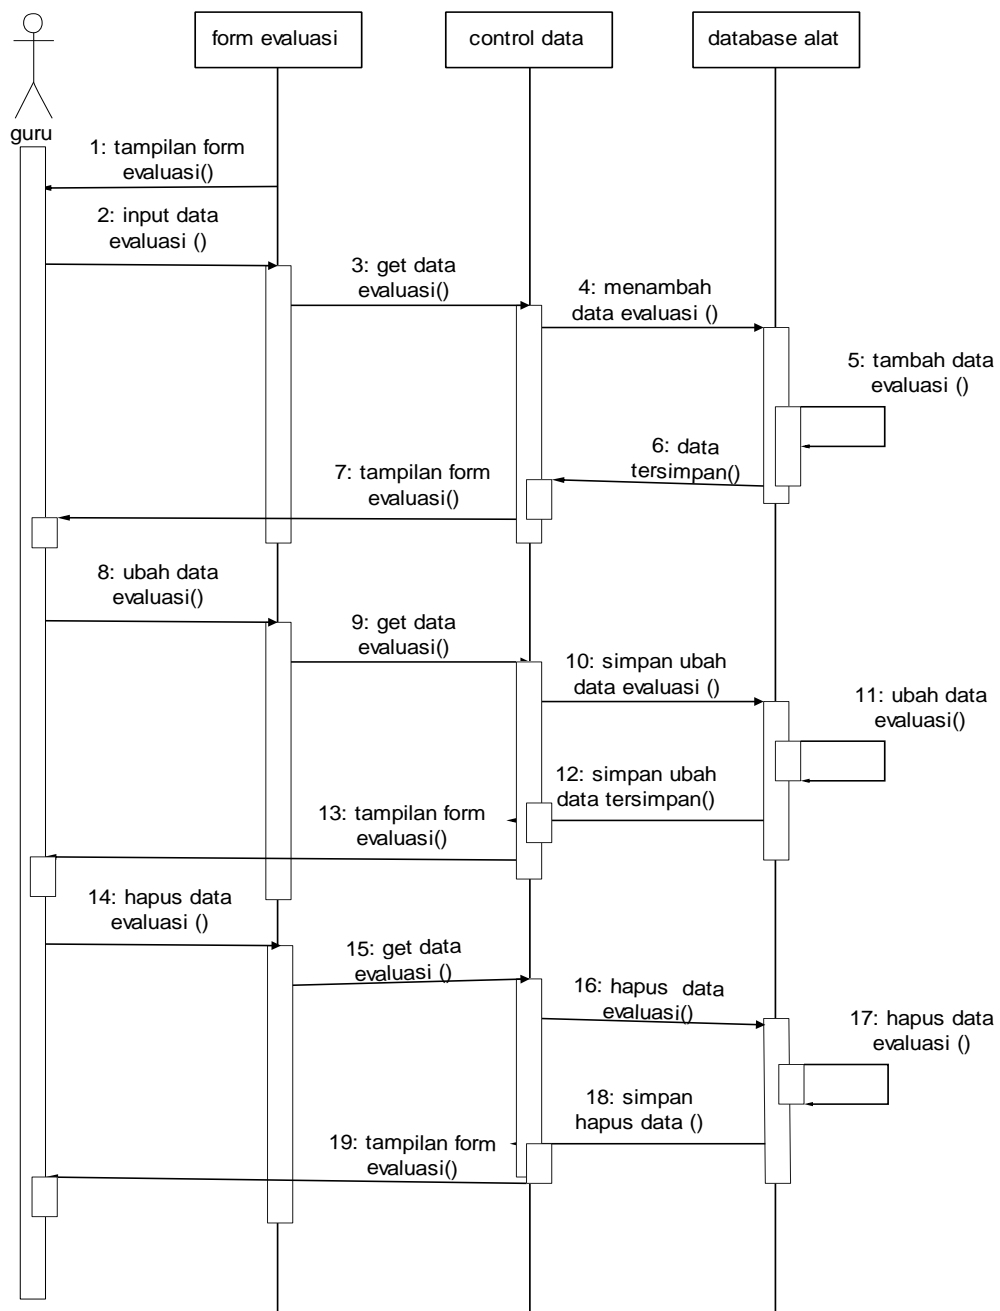 form evaluasi
control data
database alat
guru
1: tampilan form
evaluasi()
2: input data
evaluasi ()
3: get data
evaluasi()
4: menambah
data evaluasi ()
5: tambah data
evaluasi ()
6: data
tersimpan()
7: tampilan form
evaluasi()
8: ubah data
evaluasi()
9: get data
evaluasi()
10: simpan ubah
data evaluasi ()
11: ubah data
evaluasi()
12: simpan ubah
data tersimpan()
13: tampilan form
evaluasi()
14: hapus data
evaluasi ()
15: get data
evaluasi ()
16: hapus  data
evaluasi()
17: hapus data
evaluasi ()
18: simpan
hapus data ()
19: tampilan form
evaluasi()